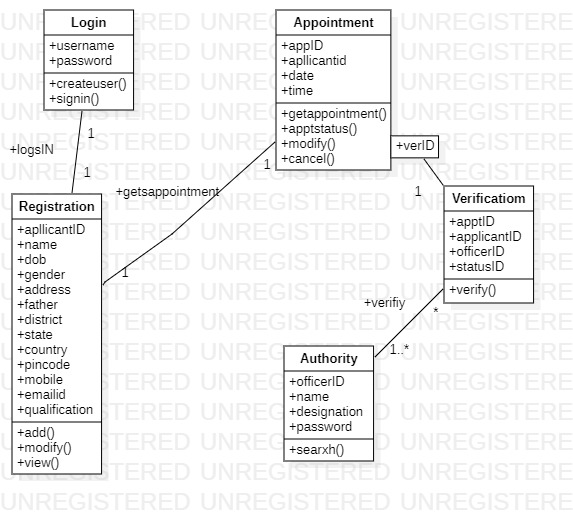 Login
+username
+password
+createuser()
+signin()
Appointment
+appID
+apllicantid
+date
+time
+getappointment()
+apptstatus()
+modify()
+cancel()
+logsIN
1
1
+getsappointment
1
1
+verID
1
Verificatiom
+apptID
+applicantID
+officerID
+statusID
+verify()
Registration
+apllicantID
+name
+dob
+gender
+address
+father
+district
+state
+country
+pincode
+mobile
+emailid
+qualification
+add()
+modify()
+view()
+verifiy
*
1..*
Authority
+officerID
+name
+designation
+password
+searxh()
UNREGISTERED UNREGISTERED UNREGISTERED